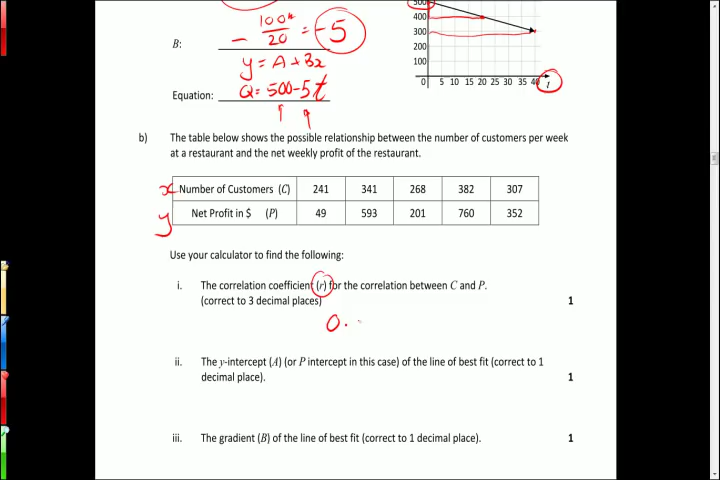 - 100 / 20 = -5
B:
y = A + Bx
Equation: Q = 500 - 5t
500
400
300
200
100
0 5 10 15 20 25 30 35 40 t
b) The table below shows the possible relationship between the number of customers per week
at a restaurant and the net weekly profit of the restaurant.
x Number of Customers (C) 241 341 268 382 307
y Net Profit in $ (P) 49 593 201 760 352
Use your calculator to find the following:
i. The correlation coefficient (r) for the correlation between C and P.
(correct to 3 decimal places) 1
0.
ii. The y-intercept (A) (or P intercept in this case) of the line of best fit (correct to 1
decimal place). 1
iii. The gradient (B) of the line of best fit (correct to 1 decimal place). 1